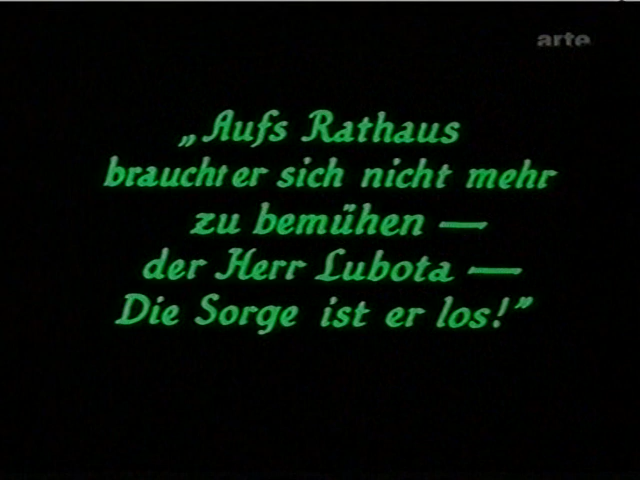 arte
„Aufs Rathaus
braucht er sich nicht mehr
zu bemühen —
der Herr Lubota —
Die Sorge ist er los!”